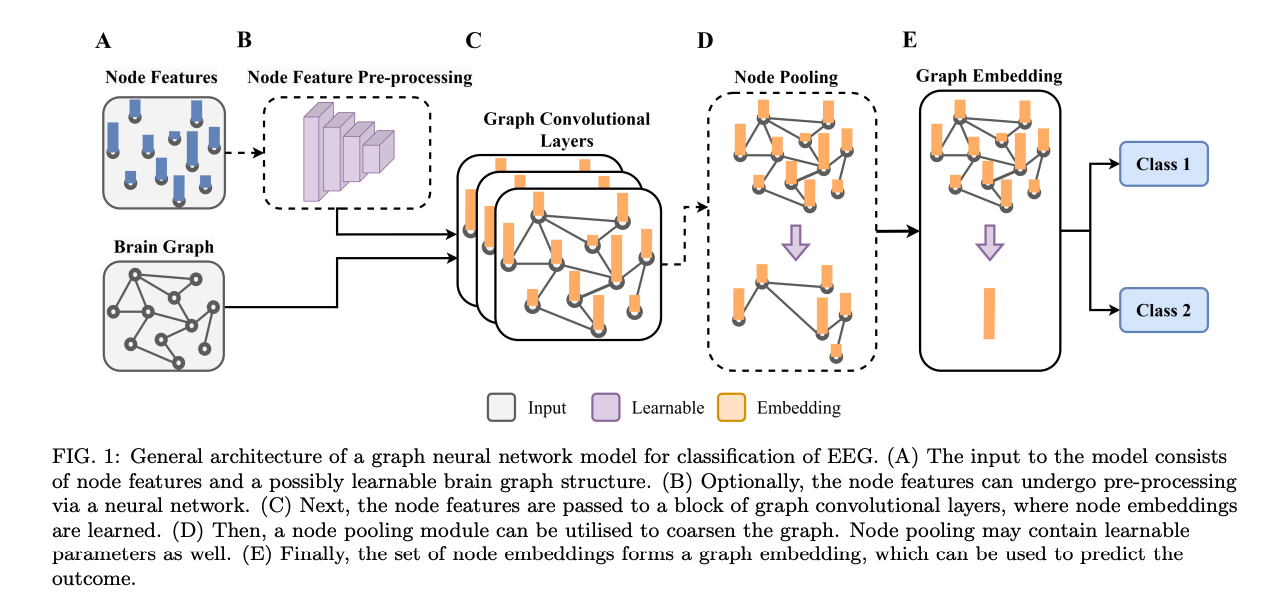 A
B
C
D
E
Node Features
Node Feature Pre-processing
Graph Convolutional
Layers
Node Pooling
Graph Embedding
Brain Graph
Class 1
Class 2
Input
Learnable
Embedding
FIG. 1: General architecture of a graph neural network model for classification of EEG. (A) The input to the model consists
of node features and a possibly learnable brain graph structure. (B) Optionally, the node features can undergo pre-processing
via a neural network. (C) Next, the node features are passed to a block of graph convolutional layers, where node embeddings
are learned. (D) Then, a node pooling module can be utilised to coarsen the graph. Node pooling may contain learnable
parameters as well. (E) Finally, the set of node embeddings forms a graph embedding, which can be used to predict the
outcome.